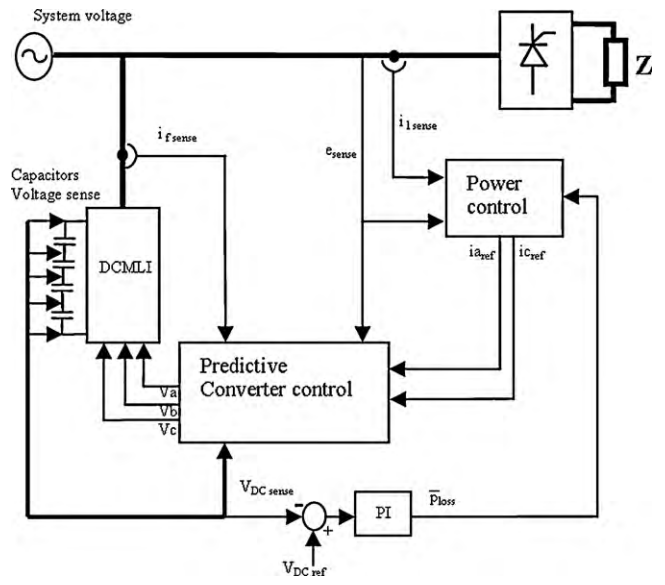 System voltage
Z
i f sense
e sense
i l sense
Capacitors
Voltage sense
Power
control
DCMLI
ia ref
ic ref
Predictive
Converter control
Va
Vb
Vc
V DC sense
-
+
PI
p̅loss
V DC ref